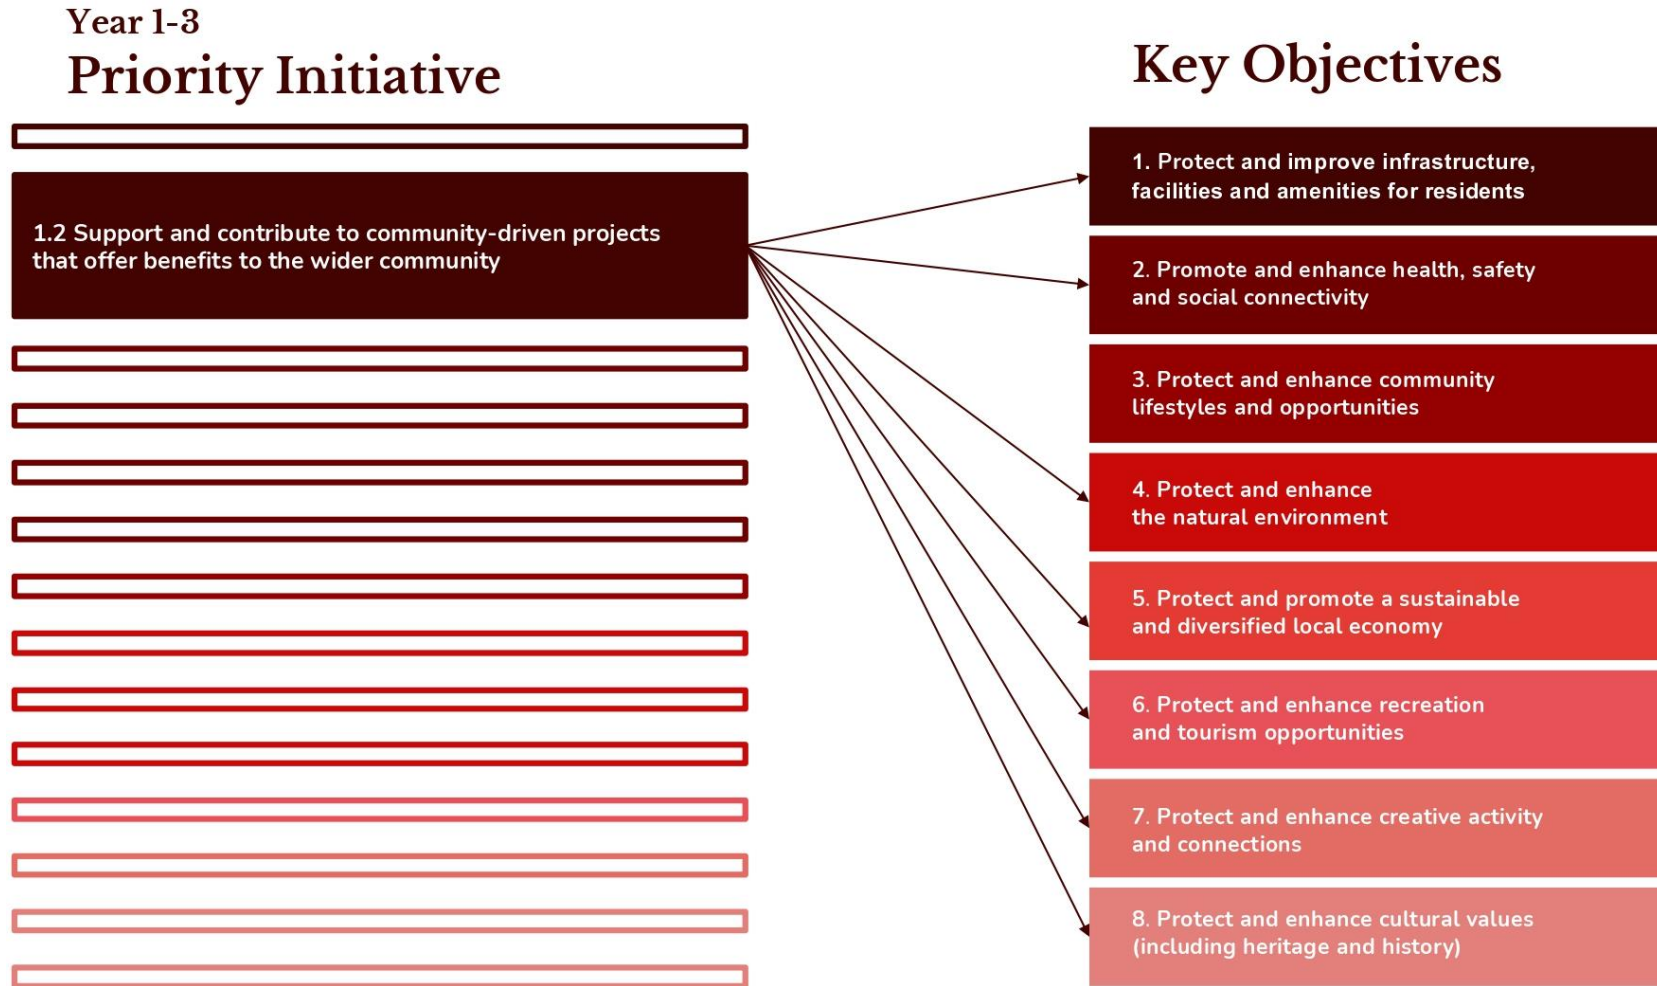 Year 1-3
Priority Initiative
Key Objectives
1.2 Support and contribute to community-driven projects
that offer benefits to the wider community
1. Protect and improve infrastructure,
facilities and amenities for residents
2. Promote and enhance health, safety
and social connectivity
3. Protect and enhance community
lifestyles and opportunities
4. Protect and enhance
the natural environment
5. Protect and promote a sustainable
and diversified local economy
6. Protect and enhance recreation
and tourism opportunities
7. Protect and enhance creative activity
and connections
8. Protect and enhance cultural values
(including heritage and history)